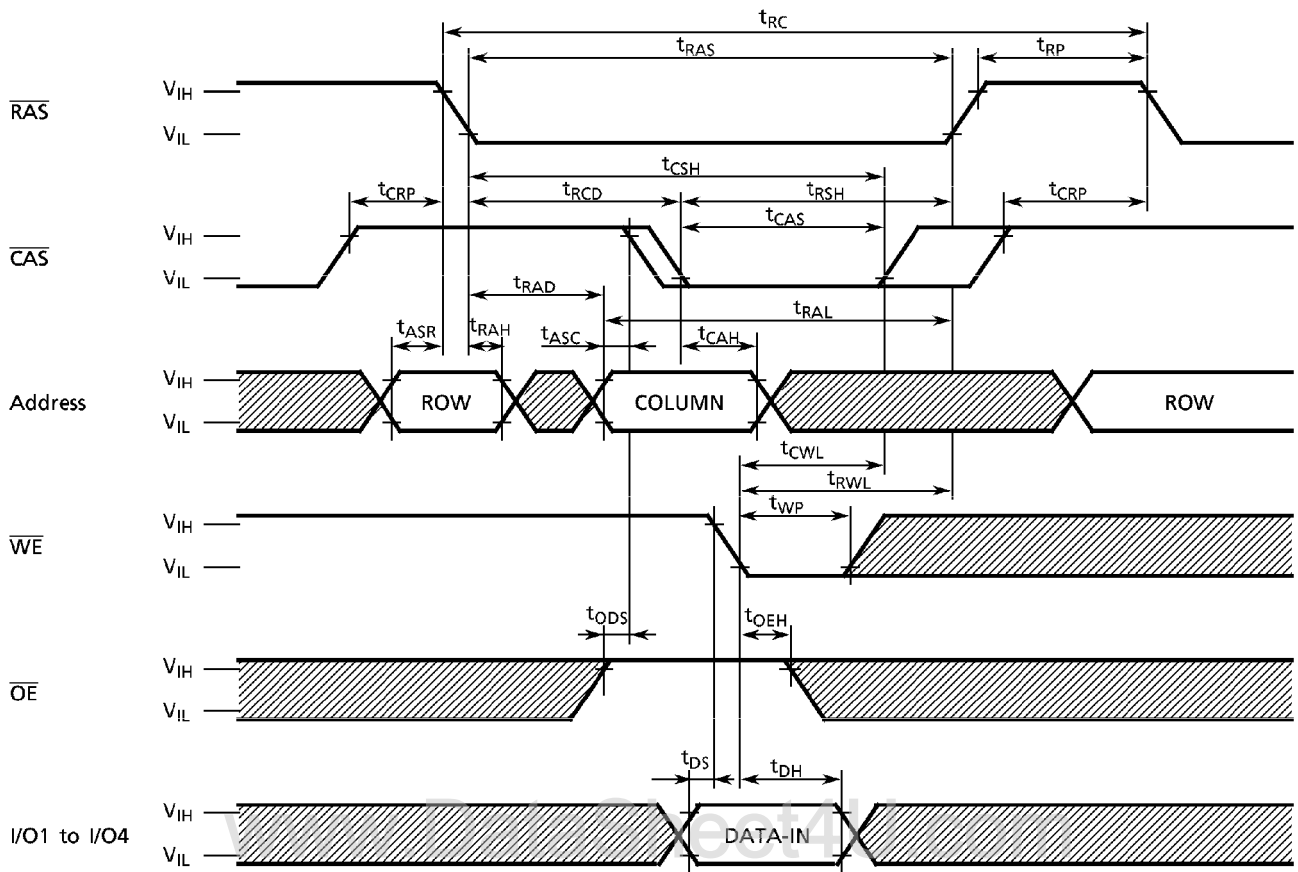 tRC
tRAS
tRP
RAS
VIH
VIL
tCSH
tCRP
tRCD
tRSH
tCRP
tCAS
CAS
VIH
VIL
tRAD
tRAL
tASR
tRAH
tASC
tCAH
Address
VIH
VIL
ROW
COLUMN
ROW
tCWL
tRWL
tWP
WE
VIH
VIL
tODS
tOEH
OE
VIH
VIL
tDS
tDH
I/O1 to I/O4
VIH
VIL
DATA-IN
www.DataSheet4U.com